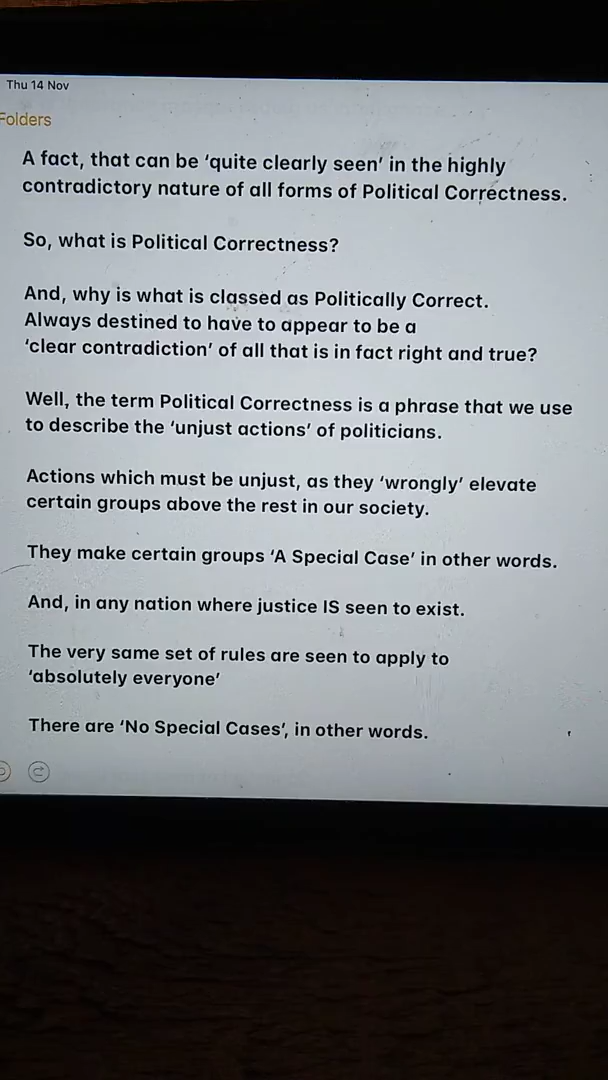 Thu 14 Nov
Folders
A fact, that can be ‘quite clearly seen’ in the highly
contradictory nature of all forms of Political Correctness.
So, what is Political Correctness?
And, why is what is classed as Politically Correct.
Always destined to have to appear to be a
‘clear contradiction’ of all that is in fact right and true?
Well, the term Political Correctness is a phrase that we use
to describe the ‘unjust actions’ of politicians.
Actions which must be unjust, as they ‘wrongly’ elevate
certain groups above the rest in our society.
They make certain groups ‘A Special Case’ in other words.
And, in any nation where justice IS seen to exist.
The very same set of rules are seen to apply to
‘absolutely everyone’
There are ‘No Special Cases’, in other words.